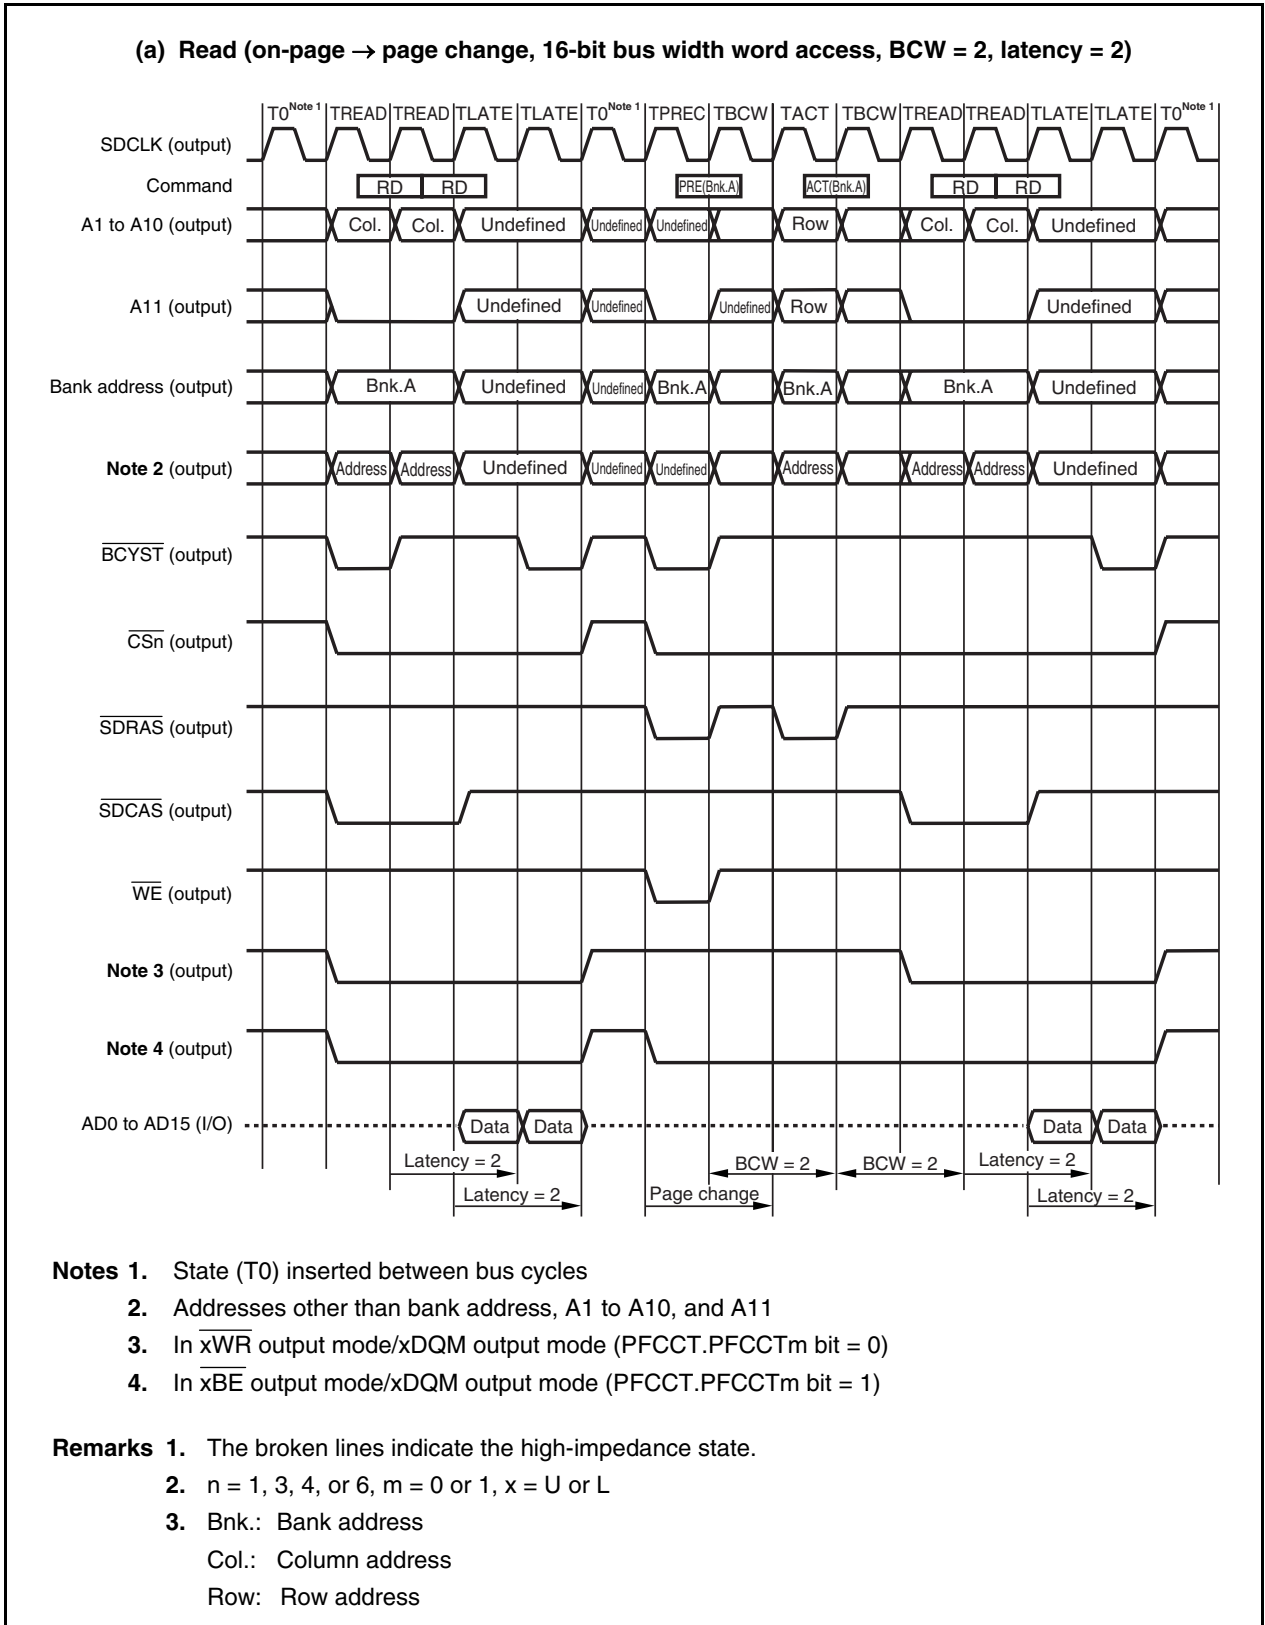 (a) Read (on-page → page change, 16-bit bus width word access, BCW = 2, latency = 2)
T0 Note 1 TREAD TREAD TLATE TLATE T0 Note 1 TPREC TBCW TACT TBCW TREAD TREAD TLATE TLATE T0 Note 1
SDCLK (output)
Command RD RD PRE(Bnk.A) ACT(Bnk.A) RD RD
A1 to A10 (output) Col. Col. Undefined Undefined Undefined Row Col. Col. Undefined
A11 (output) Undefined Undefined Undefined Row Undefined
Bank address (output) Bnk.A Undefined Undefined Bnk.A Bnk.A Bnk.A Undefined
Note 2 (output) Address Address Undefined Undefined Undefined Address Address Address Undefined
BCYST (output)
CSn (output)
SDRAS (output)
SDCAS (output)
WE (output)
Note 3 (output)
Note 4 (output)
AD0 to AD15 (I/O) Data Data Data Data
Latency = 2 BCW = 2 BCW = 2 Latency = 2
Latency = 2 Page change Latency = 2
Notes 1. State (T0) inserted between bus cycles
2. Addresses other than bank address, A1 to A10, and A11
3. In xWR output mode/xDQM output mode (PFCCT.PFCCTm bit = 0)
4. In xBE output mode/xDQM output mode (PFCCT.PFCCTm bit = 1)
Remarks 1. The broken lines indicate the high-impedance state.
2. n = 1, 3, 4, or 6, m = 0 or 1, x = U or L
3. Bnk.: Bank address
Col.: Column address
Row: Row address